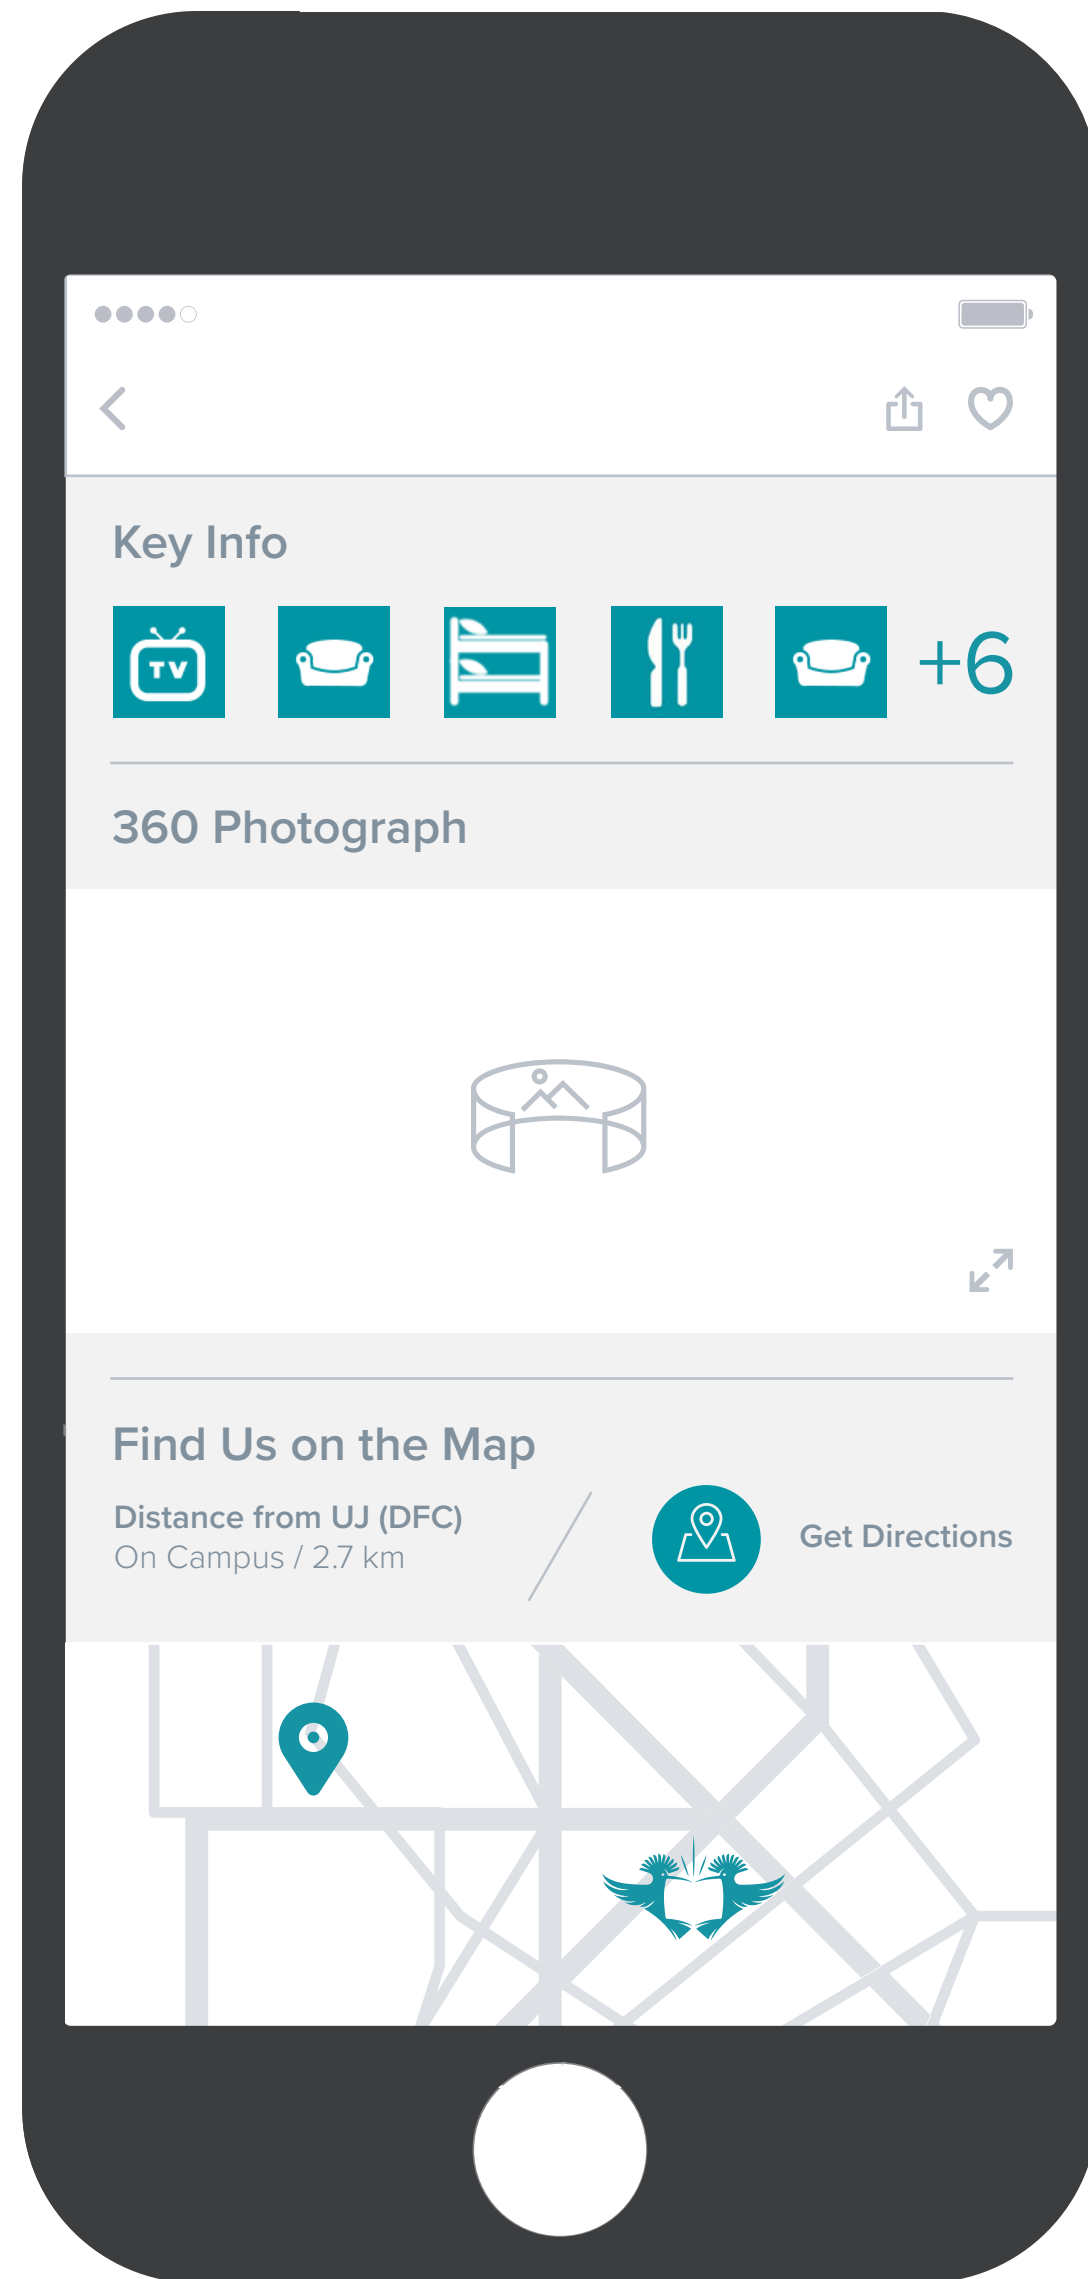 Key Info
TV
+6
360 Photograph
Find Us on the Map
Distance from UJ (DFC)
On Campus / 2.7 km
Get Directions